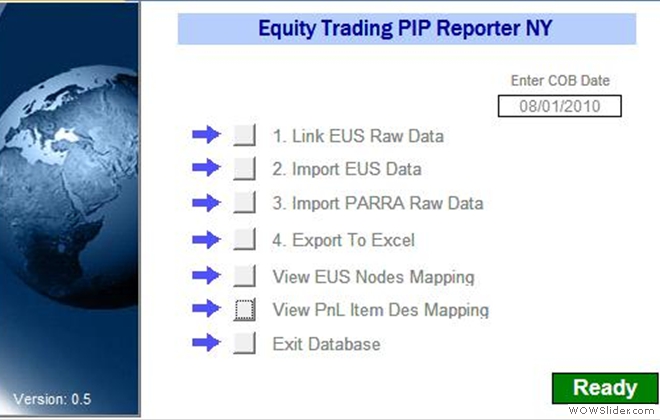 Equity Trading PIP Reporter NY
Enter COB Date
08/01/2010
1. Link EUS Raw Data
2. Import EUS Data
3. Import PARRA Raw Data
4. Export To Excel
View EUS Nodes Mapping
View PnL Item Des Mapping
Exit Database
Version: 0.5
Ready
WOWSlider.com